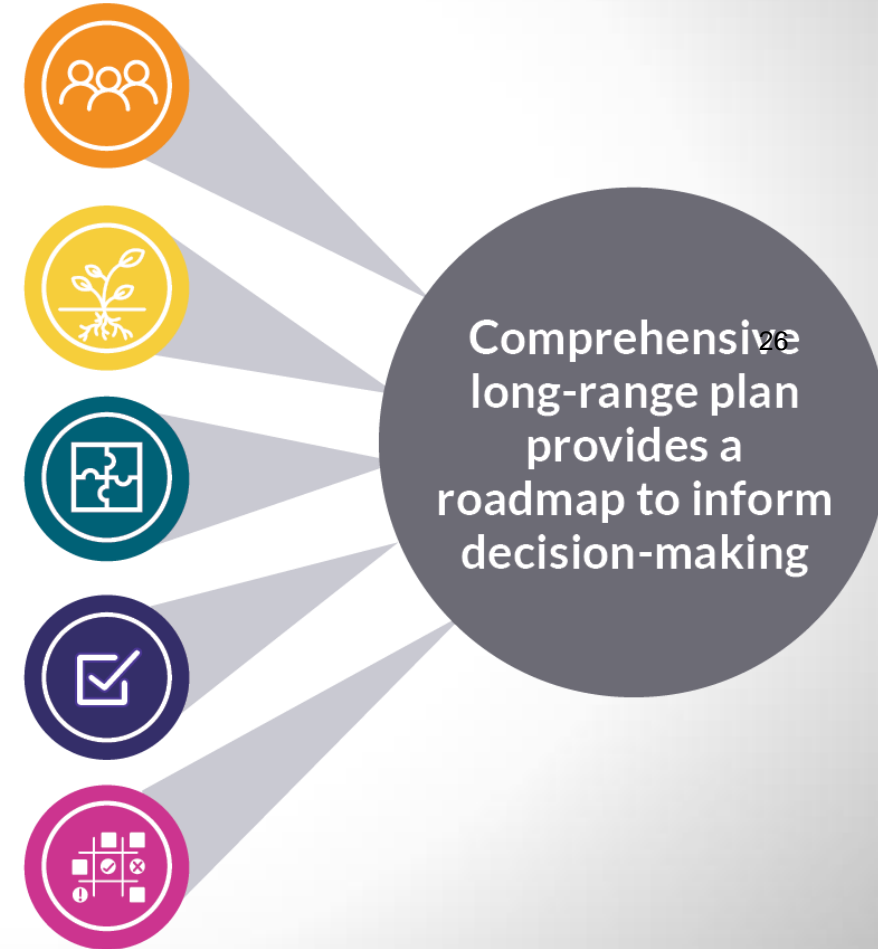 Comprehensive
26
long-range plan
provides a
roadmap to inform
decision-making